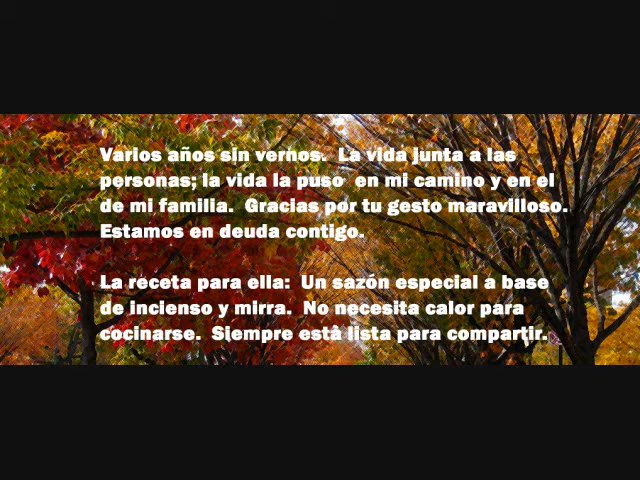 Varios años sin vernos.  La vida junta a las
personas; la vida la puso  en mi camino y en el
de mi familia.  Gracias por tu gesto maravilloso.
Estamos en deuda contigo.
La receta para ella:  Un sazón especial a base
de incienso y mirra.  No necesita calor para
cocinarse.  Siempre està lista para compartir.